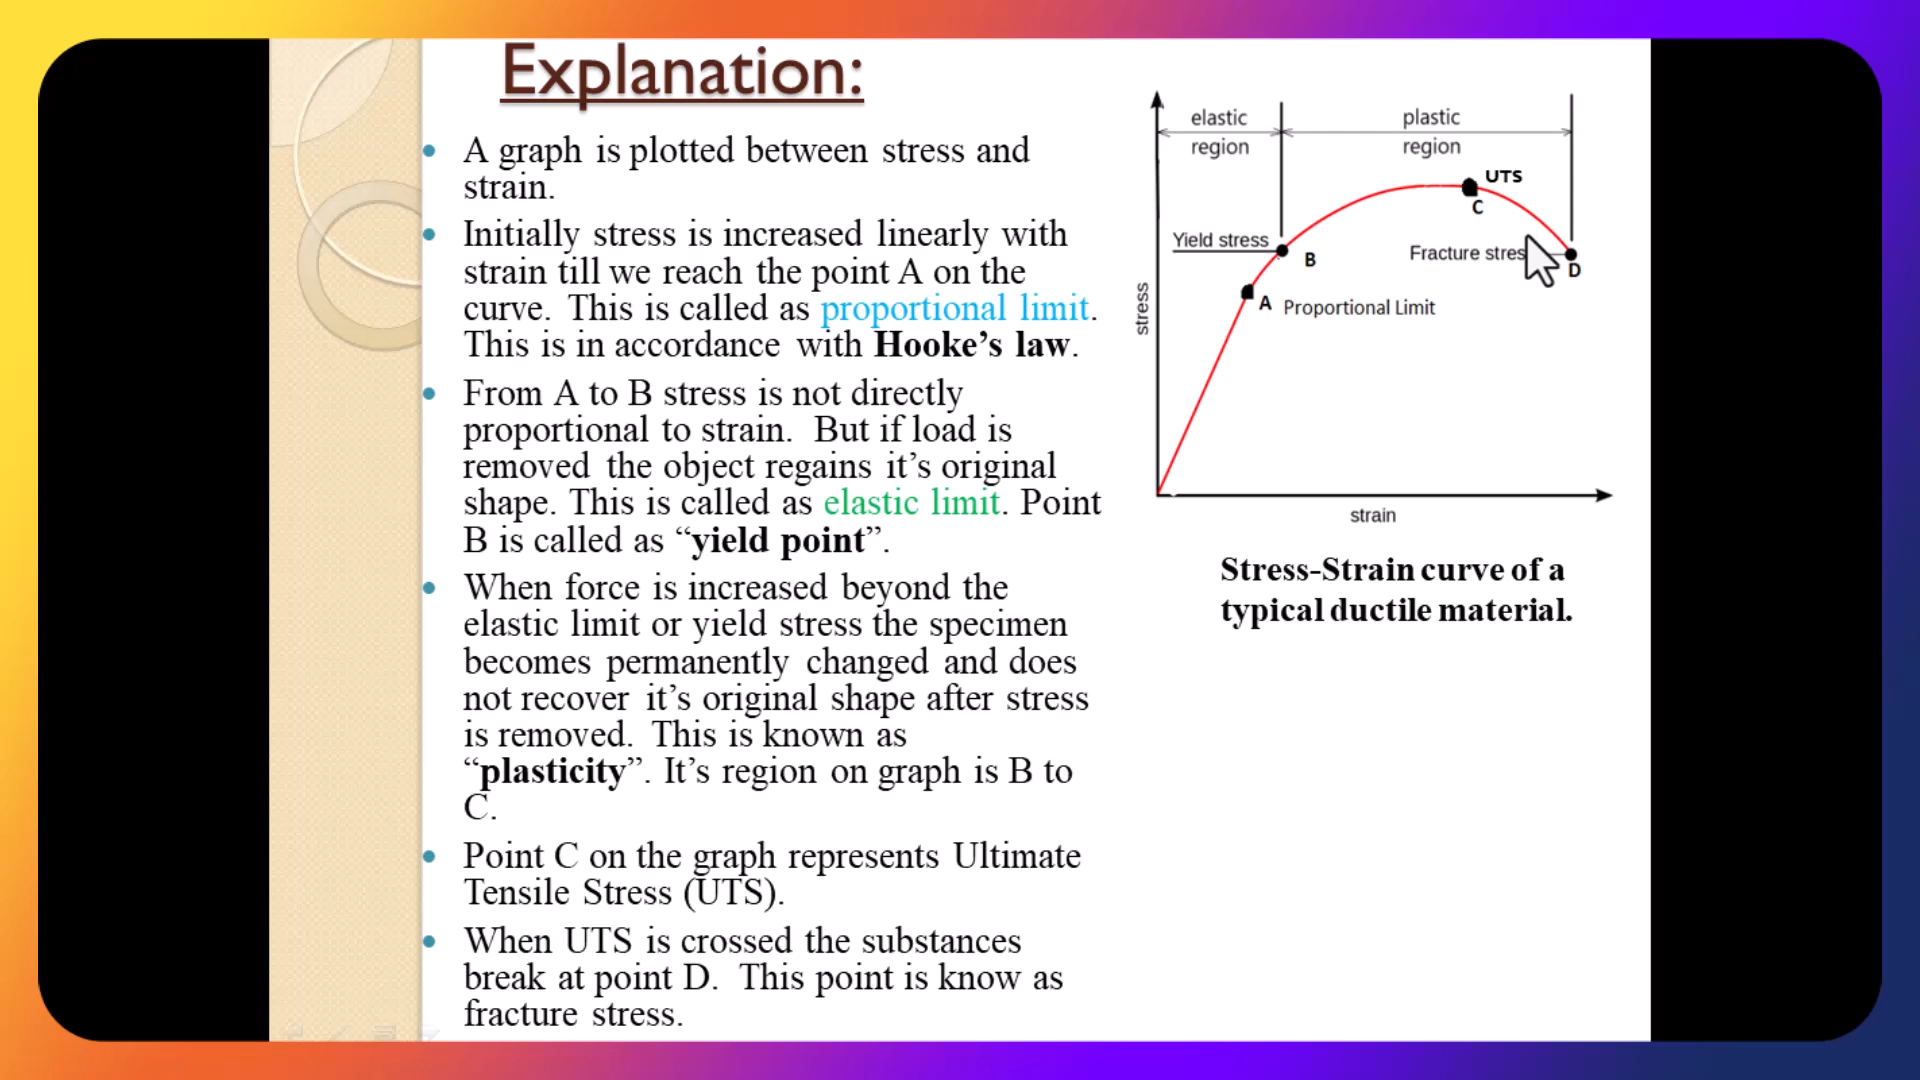 Explanation:
A graph is plotted between stress and
strain.
Initially stress is increased linearly with
strain till we reach the point A on the
curve. This is called as proportional limit.
This is in accordance with Hooke’s law.
From A to B stress is not directly
proportional to strain. But if load is
removed the object regains it’s original
shape. This is called as elastic limit. Point
B is called as “yield point”.
When force is increased beyond the
elastic limit or yield stress the specimen
becomes permanently changed and does
not recover it’s original shape after stress
is removed. This is known as
“plasticity”. It’s region on graph is B to
C.
Point C on the graph represents Ultimate
Tensile Stress (UTS).
When UTS is crossed the substances
break at point D. This point is know as
fracture stress.
elastic
region
plastic
region
UTS
C
Yield stress
B
Fracture stres
D
A Proportional Limit
stress
strain
Stress-Strain curve of a
typical ductile material.